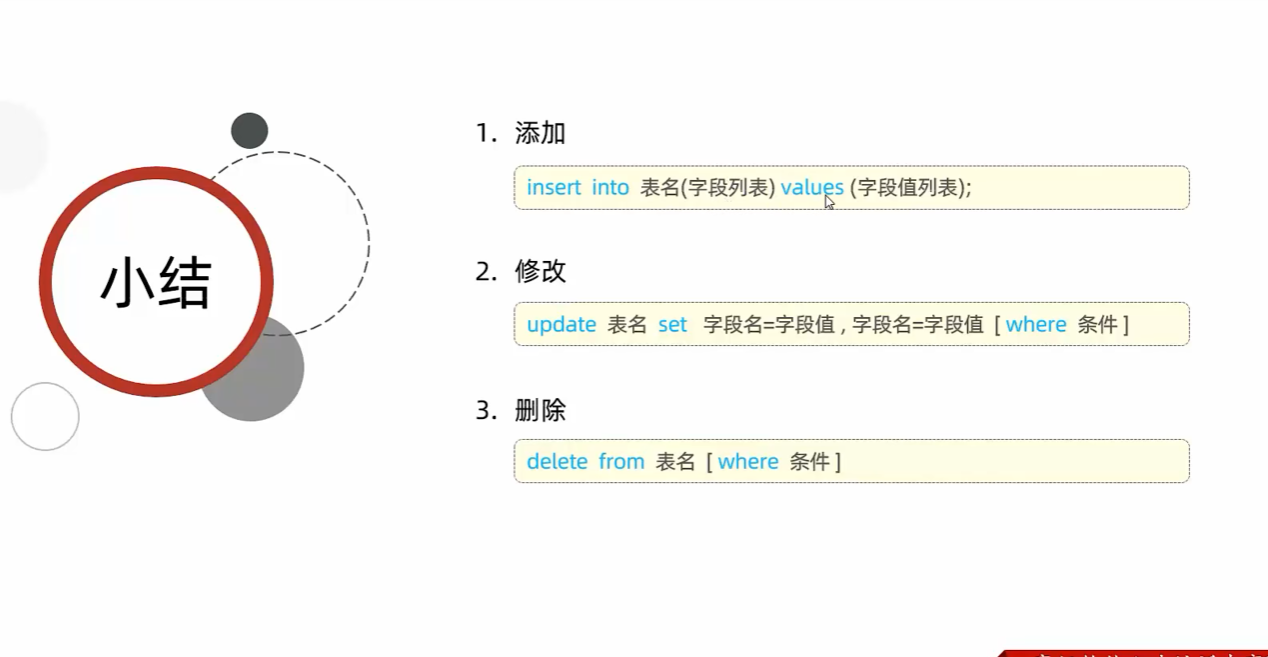 小结
1. 添加
insert into 表名(字段列表) values (字段值列表);
2. 修改
update 表名 set 字段名=字段值 , 字段名=字段值 [ where 条件 ]
3. 删除
delete from 表名 [ where 条件 ]